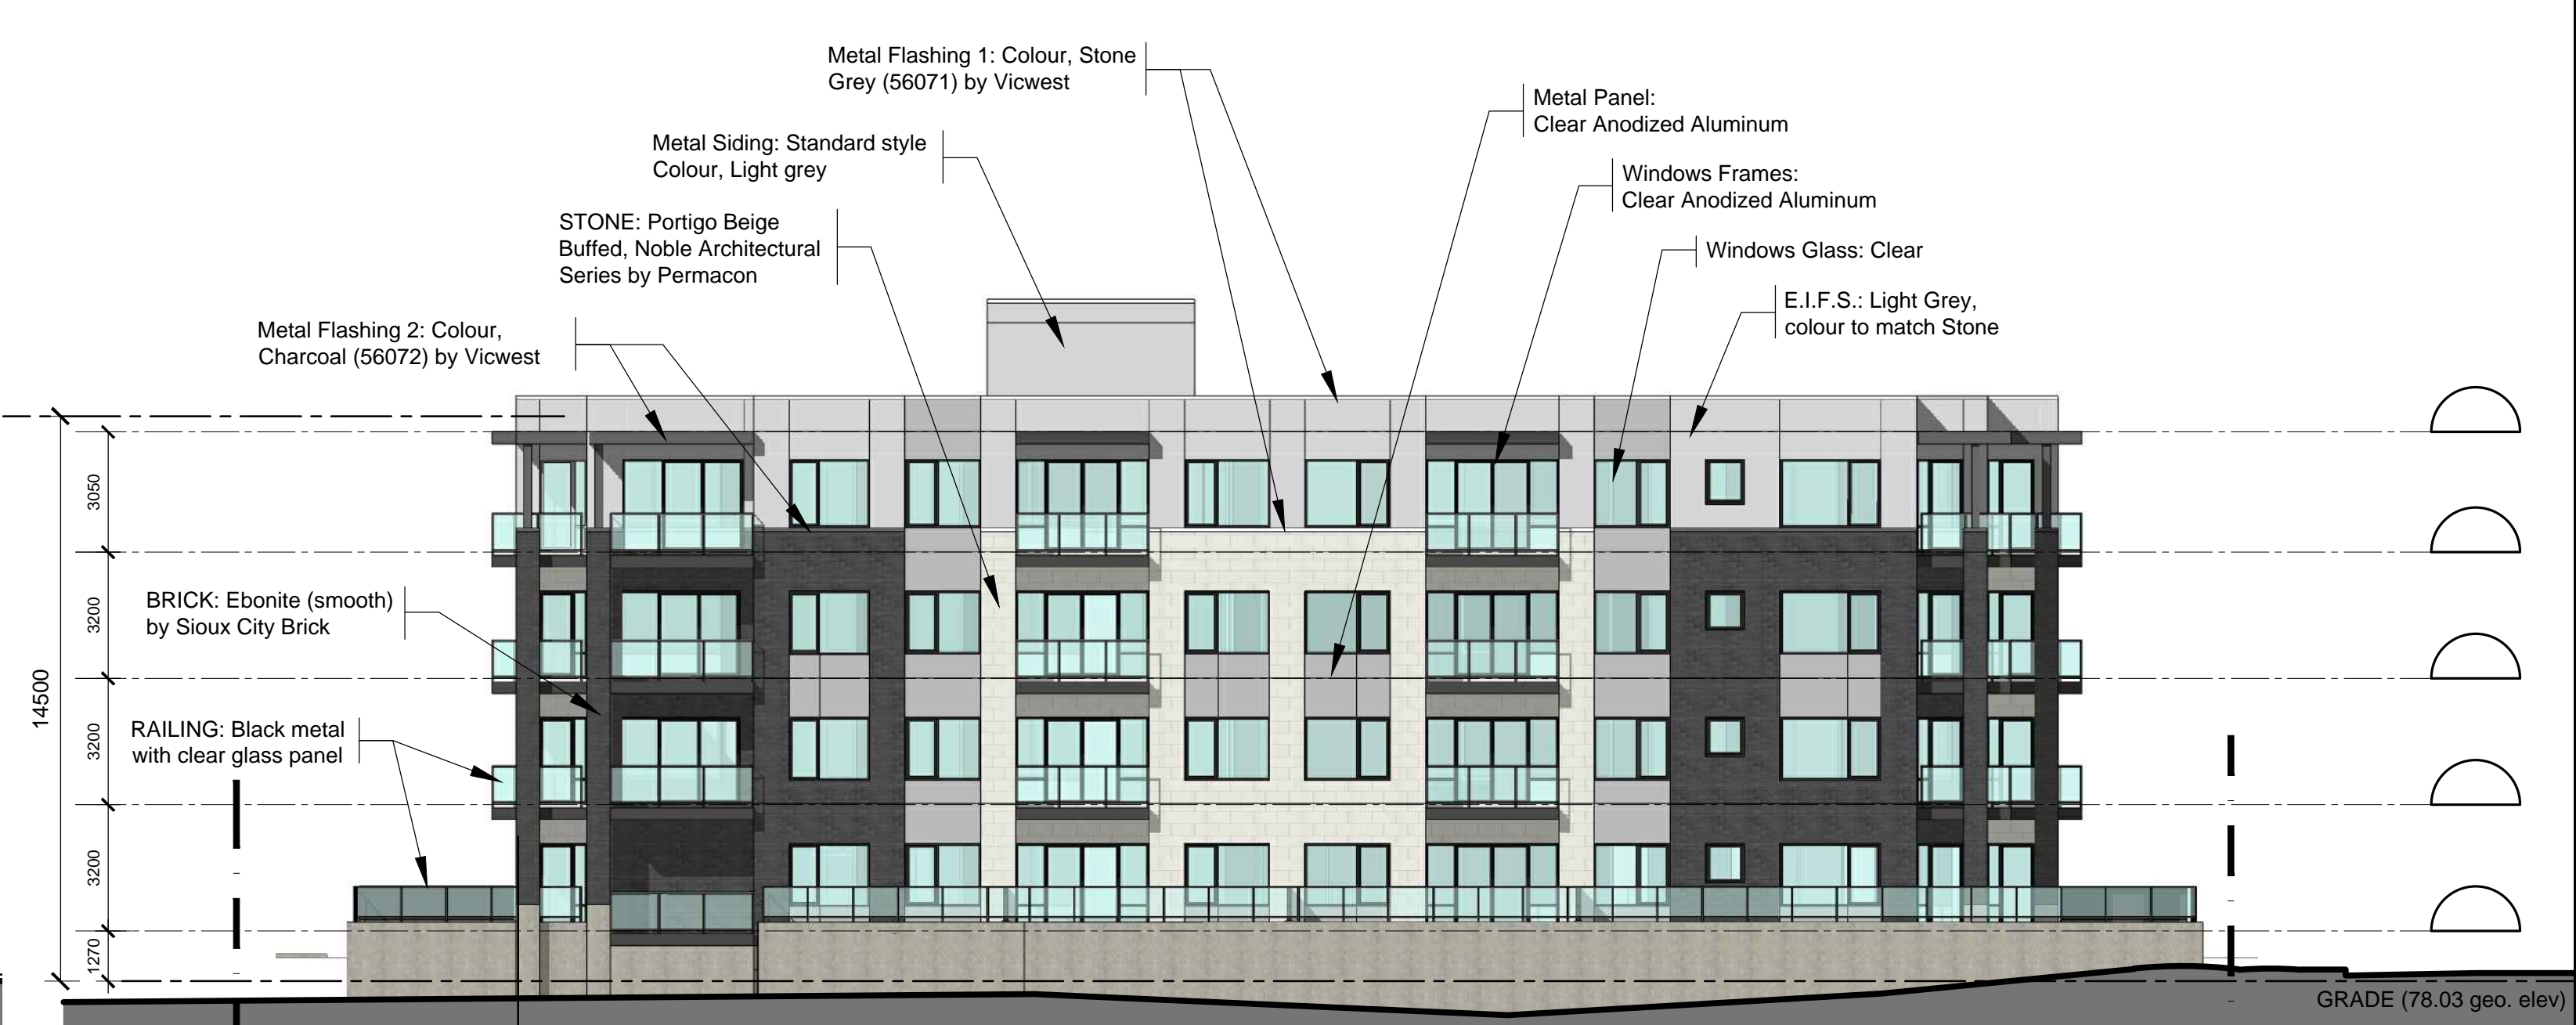 Metal Flashing 1: Colour, Stone
Grey (56071) by Vicwest
Metal Panel:
Clear Anodized Aluminum
Metal Siding: Standard style
Colour, Light grey
Windows Frames:
Clear Anodized Aluminum
STONE: Portigo Beige
Buffed, Noble Architectural
Series by Permacon
Windows Glass: Clear
E.I.F.S.: Light Grey,
colour to match Stone
Metal Flashing 2: Colour,
Charcoal (56072) by Vicwest
3050
BRICK: Ebonite (smooth)
by Sioux City Brick
3200
14500
RAILING: Black metal
with clear glass panel
3200
3200
1270
GRADE (78.03 geo. elev)